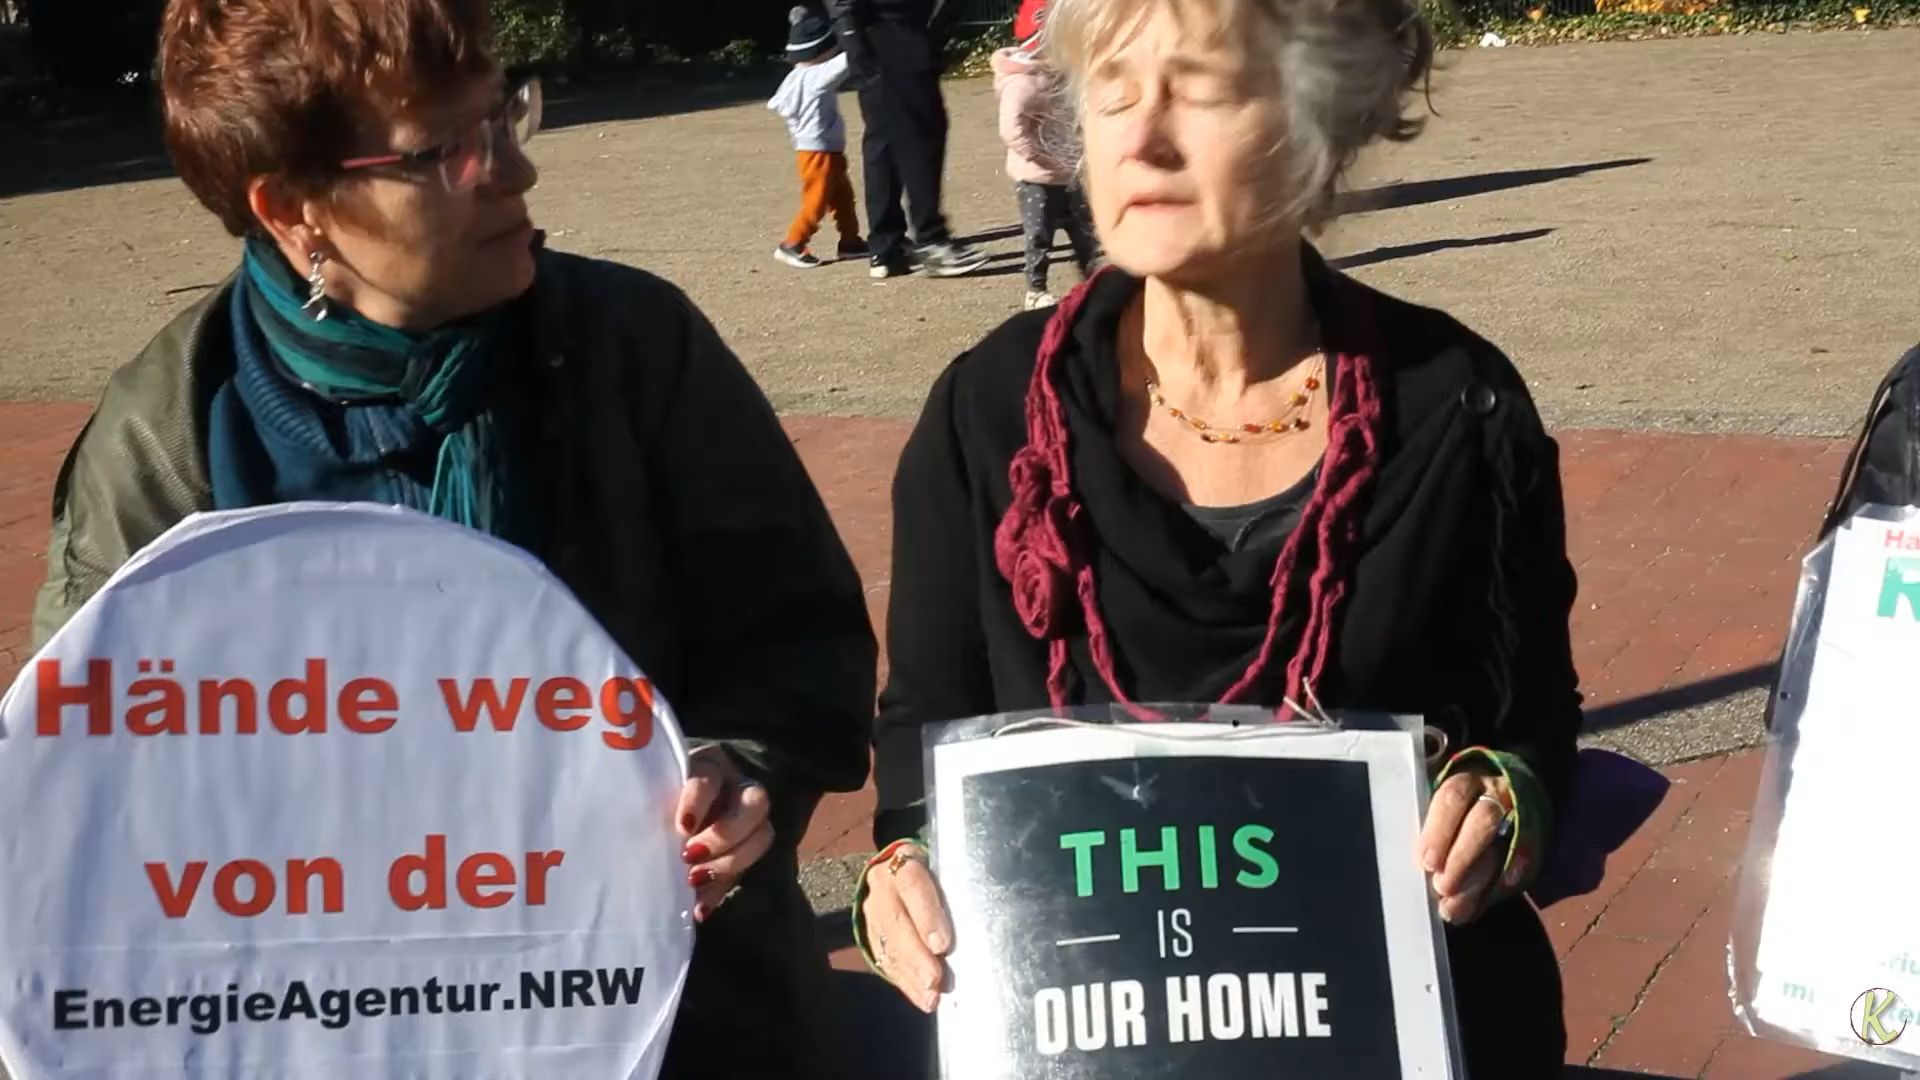 Hände weg
von der
EnergieAgentur.NRW
THIS
IS
OUR HOME
K